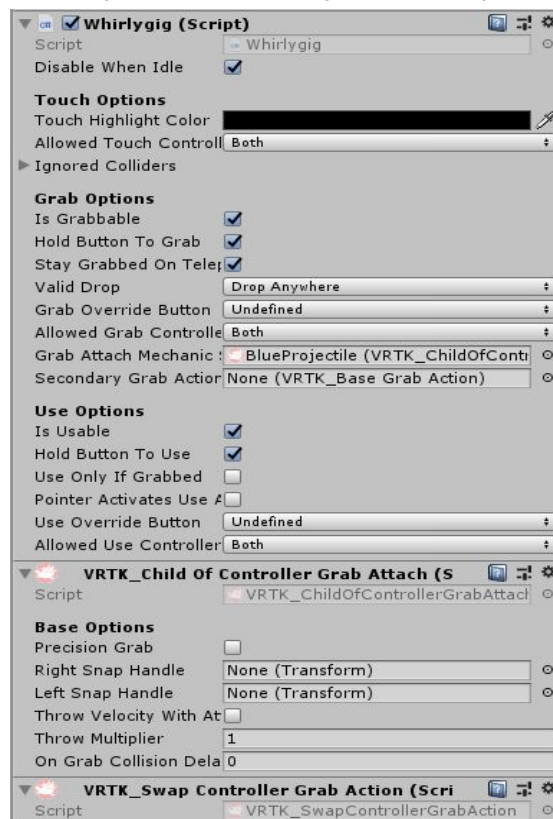 Whirlygig (Script)
Script Whirlygig
Disable When Idle
Touch Options
Touch Highlight Color
Allowed Touch Controll Both
Ignored Colliders
Grab Options
Is Grabbable
Hold Button To Grab
Stay Grabbed On Telep
Valid Drop Drop Anywhere
Grab Override Button Undefined
Allowed Grab Controlle Both
Grab Attach Mechanic S BlueProjectile (VRTK_ChildOfContr
Secondary Grab Action None (VRTK_Base Grab Action)
Use Options
Is Usable
Hold Button To Use
Use Only If Grabbed
Pointer Activates Use A
Use Override Button Undefined
Allowed Use Controller Both
VRTK_Child Of Controller Grab Attach (S
Script VRTK_ChildOfControllerGrabAttach
Base Options
Precision Grab
Right Snap Handle None (Transform)
Left Snap Handle None (Transform)
Throw Velocity With At
Throw Multiplier 1
On Grab Collision Dela 0
VRTK_Swap Controller Grab Action (Scri
Script VRTK_SwapControllerGrabAction